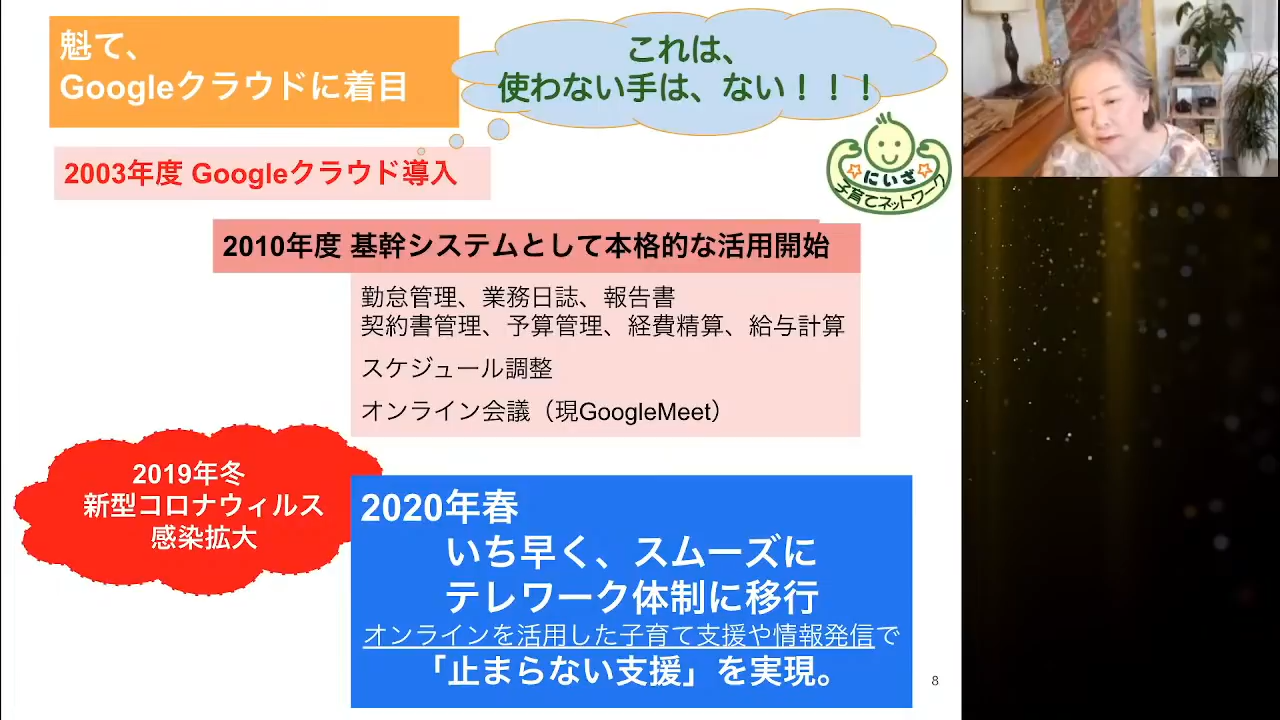 魁て、
Googleクラウドに着目
これは、
使わない手は、ない！！！
2003年度 Googleクラウド導入
にいざ
子育てネットワーク
2010年度 基幹システムとして本格的な活用開始
勤怠管理、業務日誌、報告書
契約書管理、予算管理、経費精算、給与計算
スケジュール調整
オンライン会議（現GoogleMeet）
2019年冬
新型コロナウィルス
感染拡大
2020年春
いち早く、スムーズに
テレワーク体制に移行
オンラインを活用した子育て支援や情報発信で
「止まらない支援」を実現。
8